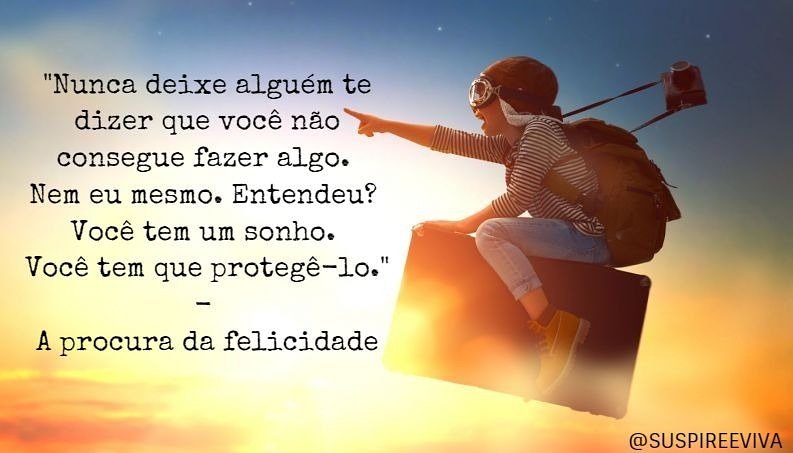 "Nunca deixe alguém te
dizer que você não
consegue fazer algo.
Nem eu mesmo. Entendeu?
Você tem um sonho.
Você tem que protegê-lo."
-
A procura da felicidade
@SUSPIREEVIVA